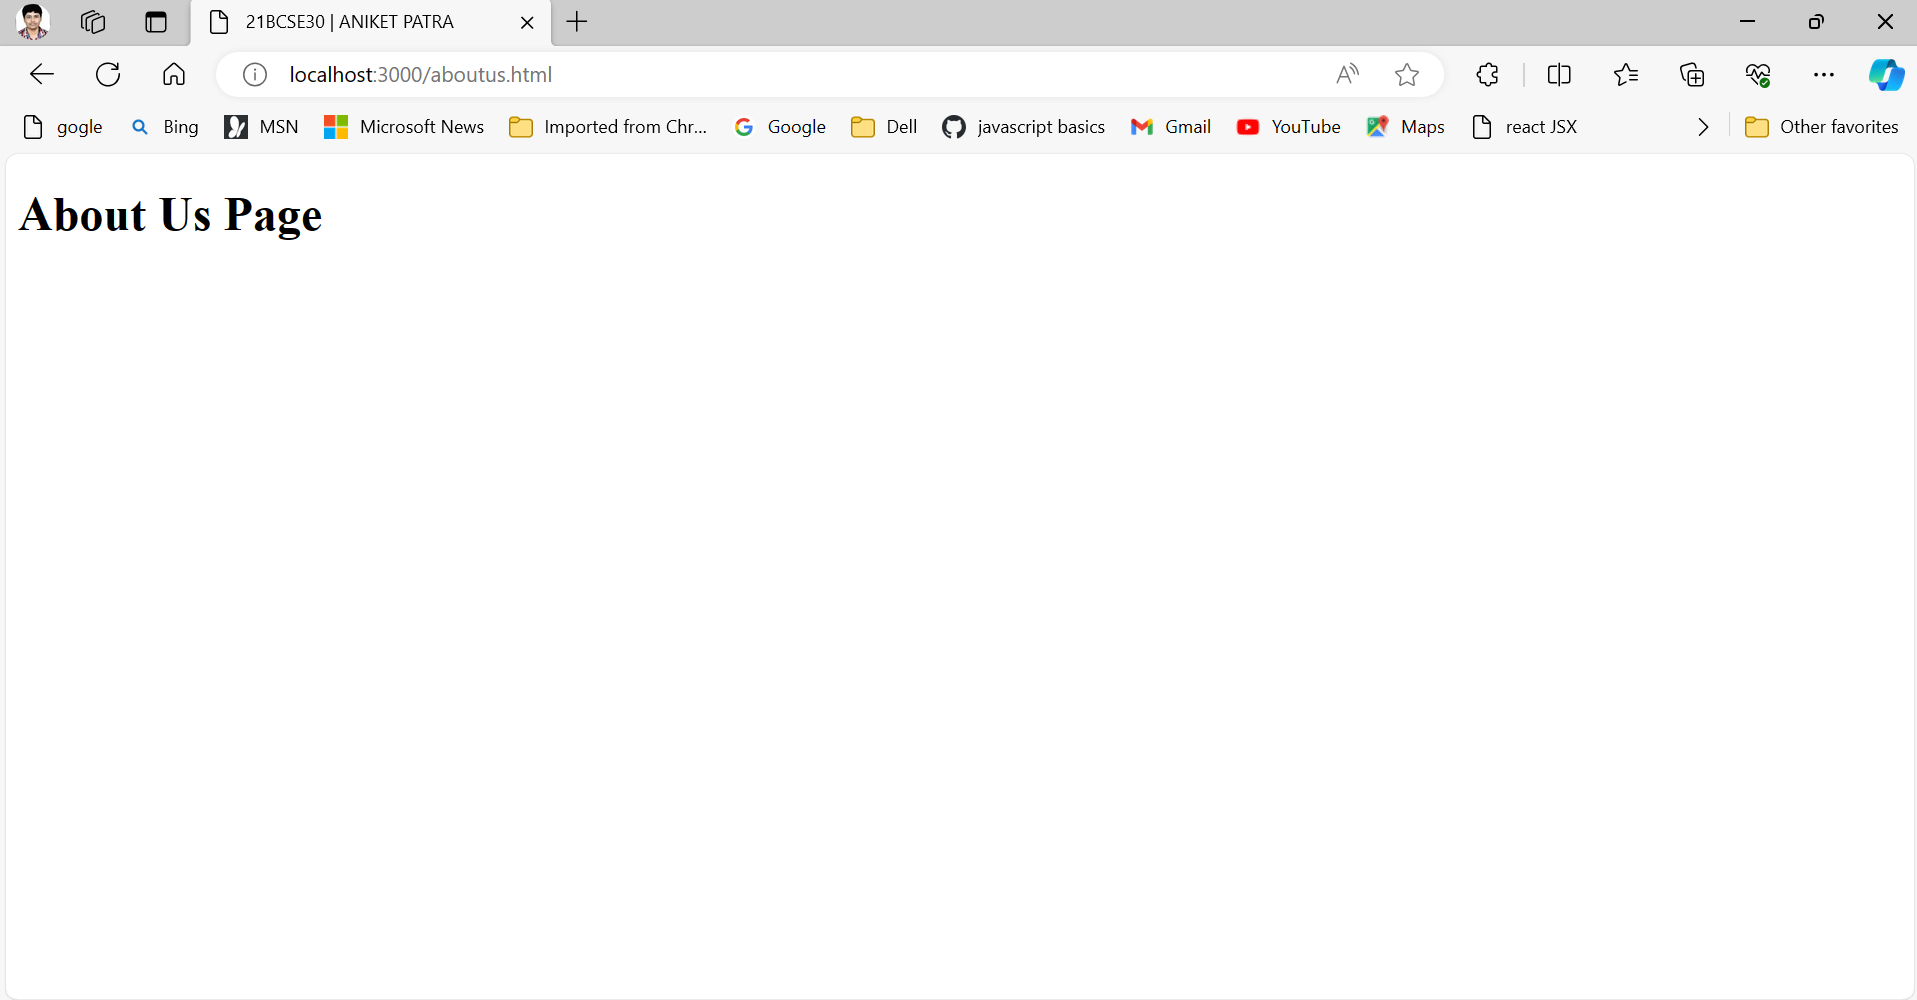 21BCSE30 | ANIKET PATRA
localhost:3000/aboutus.html
gogle Bing MSN Microsoft News Imported from Chr... Google Dell javascript basics Gmail YouTube Maps react JSX Other favorites
About Us Page